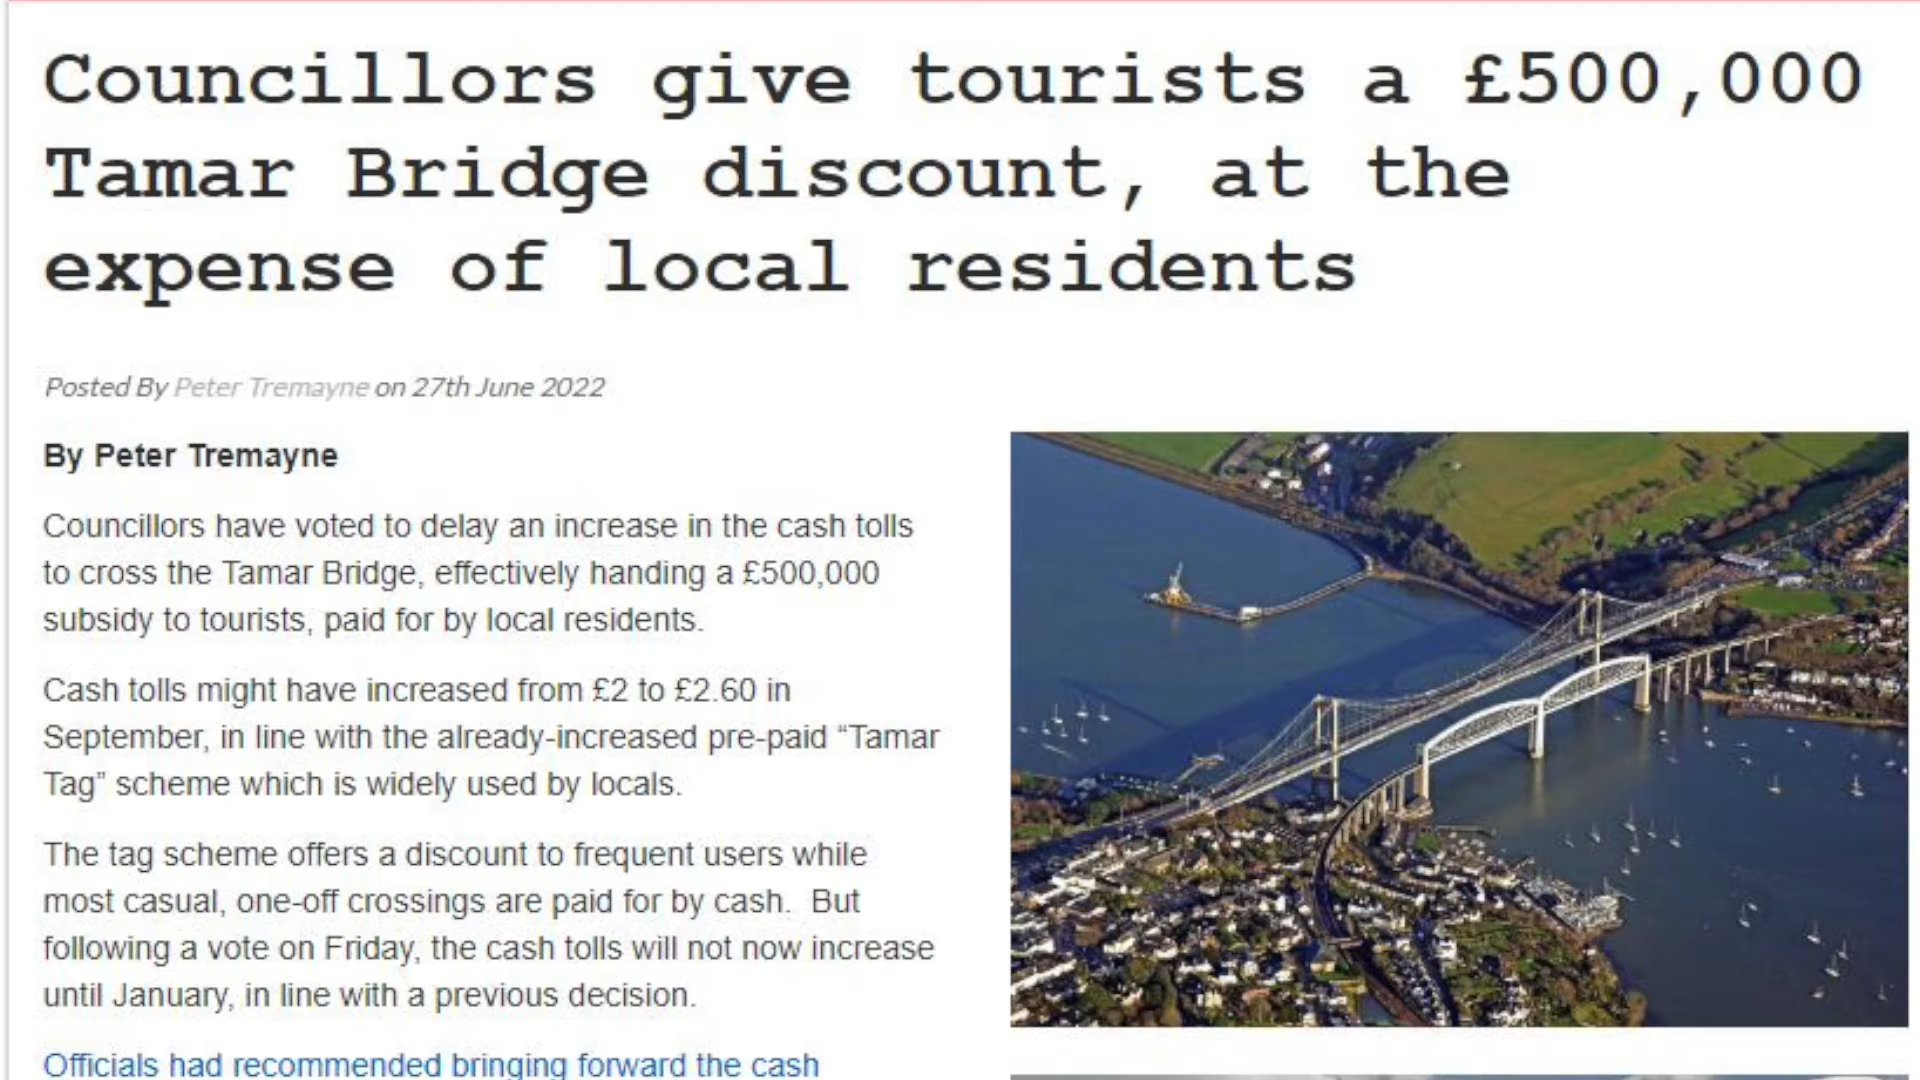 Councillors give tourists a £500,000
Tamar Bridge discount, at the
expense of local residents
Posted By Peter Tremayne on 27th June 2022
By Peter Tremayne
Councillors have voted to delay an increase in the cash tolls
to cross the Tamar Bridge, effectively handing a £500,000
subsidy to tourists, paid for by local residents.
Cash tolls might have increased from £2 to £2.60 in
September, in line with the already-increased pre-paid “Tamar
Tag” scheme which is widely used by locals.
The tag scheme offers a discount to frequent users while
most casual, one-off crossings are paid for by cash.  But
following a vote on Friday, the cash tolls will not now increase
until January, in line with a previous decision.
Officials had recommended bringing forward the cash